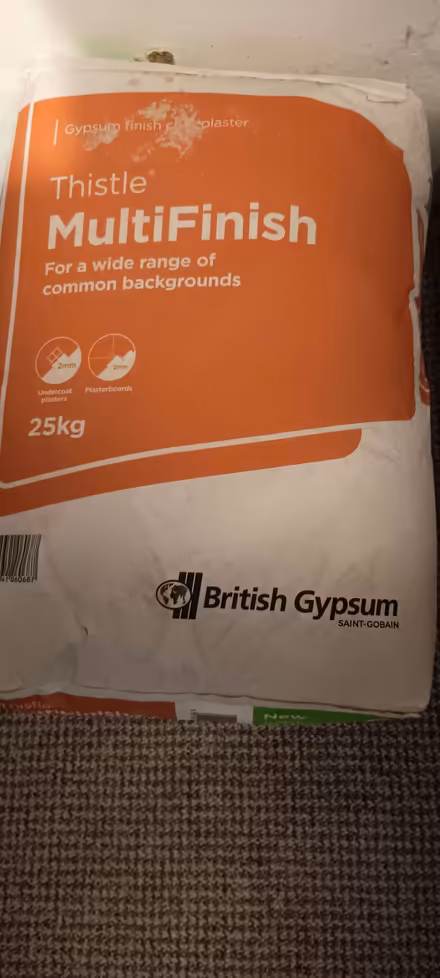 Gypsum finish plaster
Thistle
MultiFinish
For a wide range of
common backgrounds
2mm
2mm
Undercoat
plasters
Plasterboards
25kg
British Gypsum
SAINT-GOBAIN
New